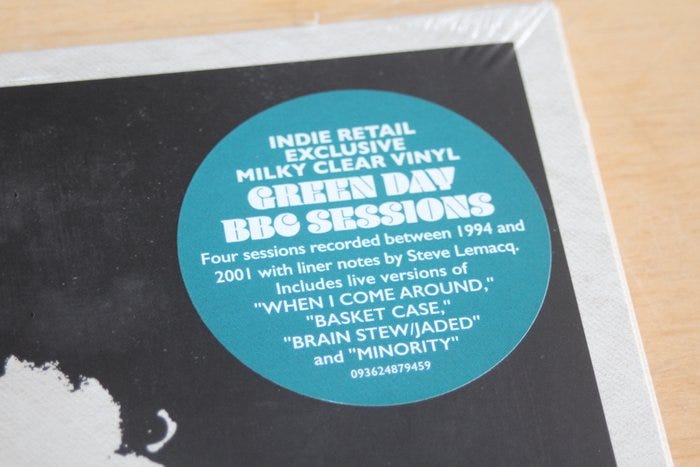 INDIE RETAIL
EXCLUSIVE
MILKY CLEAR VINYL
GREEN DAY
BBC SESSIONS
Four sessions recorded between 1994 and
2001 with liner notes by Steve Lemacq.
Includes live versions of
"WHEN I COME AROUND,"
"BASKET CASE,"
"BRAIN STEW/JADED"
and "MINORITY"
093624879459